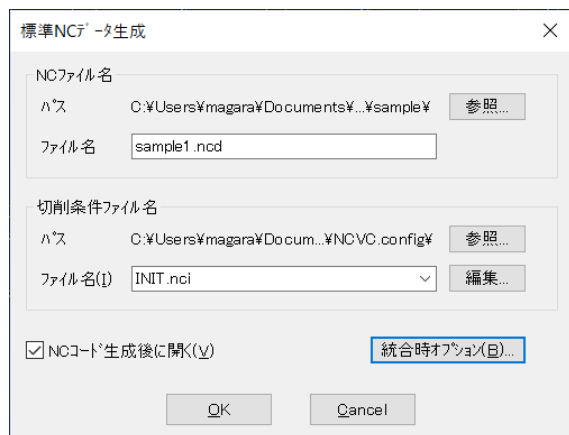 標準NCﾃﾞｰﾀ生成
NCﾌｧｲﾙ名
ﾊﾟｽ C:¥Users¥magara¥Documents¥...¥sample¥ 参照...
ﾌｧｲﾙ名 sample1.ncd
切削条件ﾌｧｲﾙ名
ﾊﾟｽ C:¥Users¥magara¥Docum...¥NCVC.config¥ 参照...
ﾌｧｲﾙ名(I) INIT.nci 編集...
NCｺｰﾄﾞ生成後に開く(V) 統合時ｵﾌﾟｼｮﾝ(B)...
OK Cancel